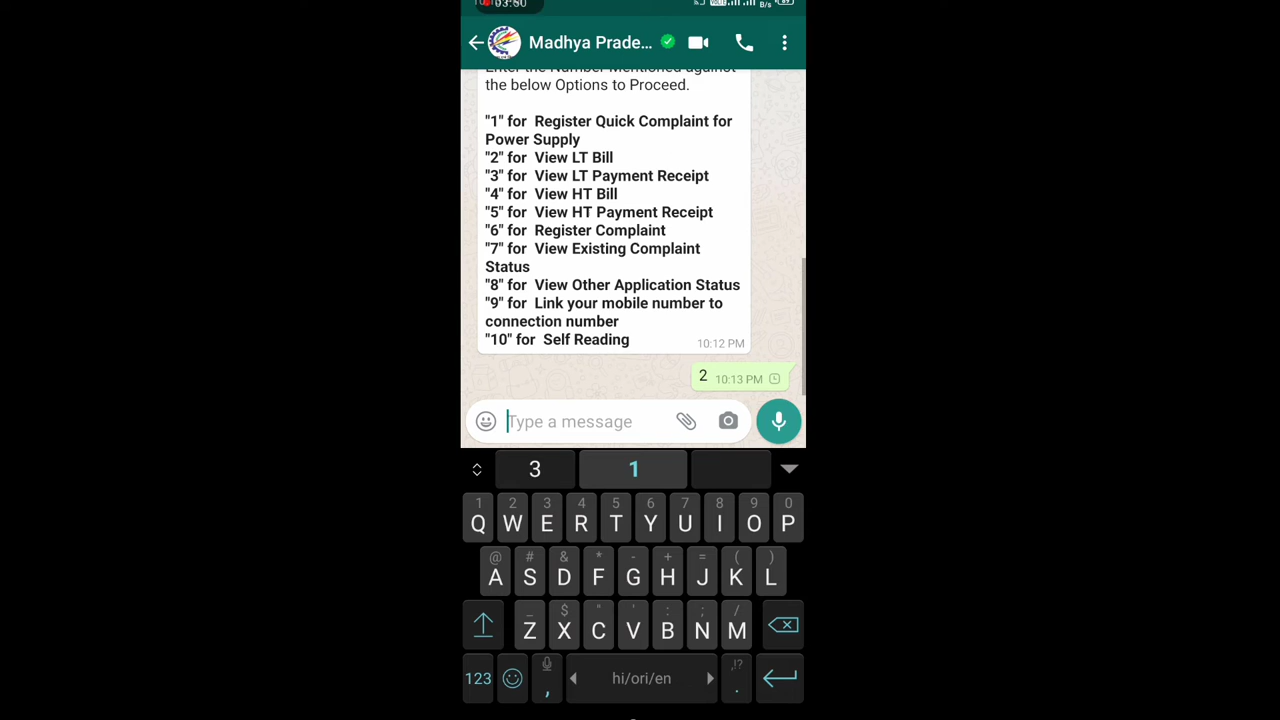 03:50
B/s
Madhya Prade...
Enter the Number Mentioned against
the below Options to Proceed.
"1" for Register Quick Complaint for
Power Supply
"2" for View LT Bill
"3" for View LT Payment Receipt
"4" for View HT Bill
"5" for View HT Payment Receipt
"6" for Register Complaint
"7" for View Existing Complaint
Status
"8" for View Other Application Status
"9" for Link your mobile number to
connection number
"10" for Self Reading
10:12 PM
2 10:13 PM
Type a message
3 1
1 2 3 4 5 6 7 8 9 0
Q W E R T Y U I O P
@ # & * - + = ( )
A S D F G H J K L
_ $ " ' : ; /
Z X C V B N M
123 , hi/ori/en ,!? .